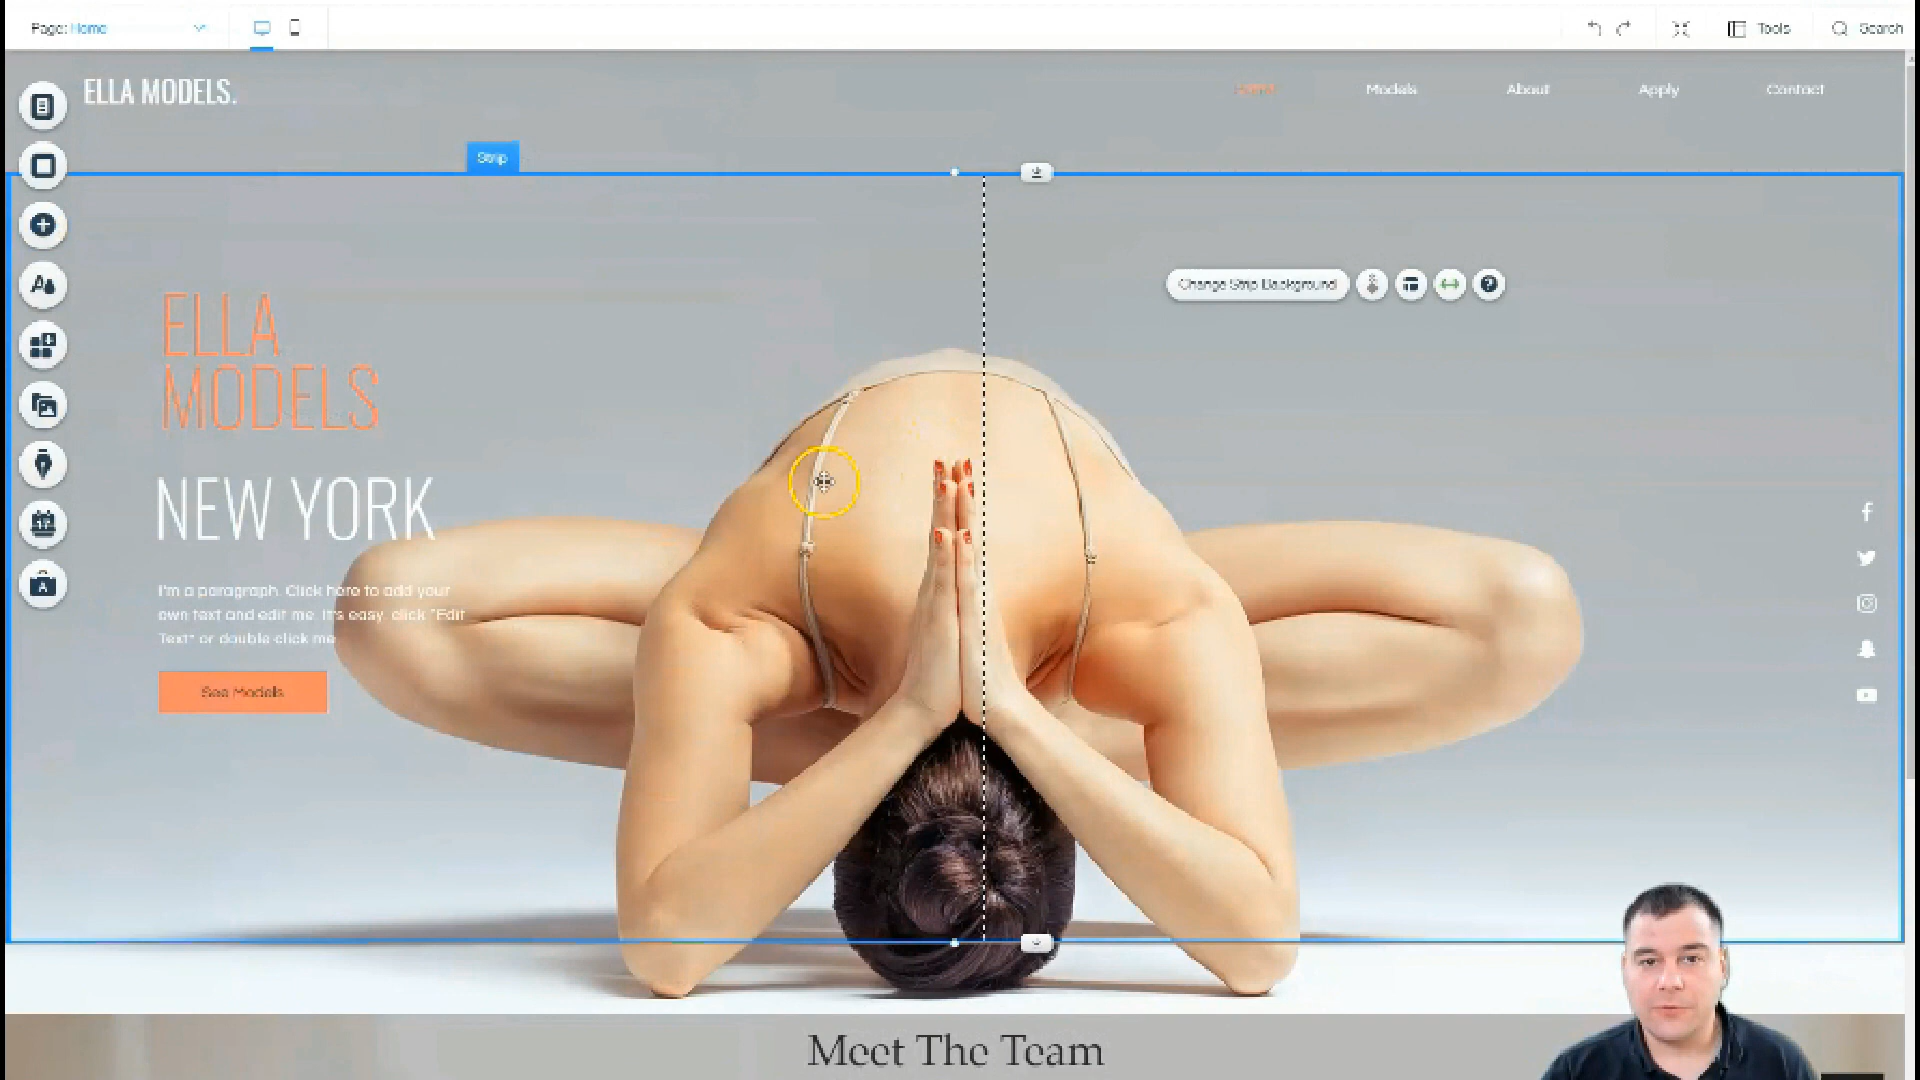 Page: Home
Tools
Search
ELLA MODELS.
Home
Models
About
Apply
Contact
Strip
Change Strip Background
ELLA
MODELS
NEW YORK
I'm a paragraph. Click here to add your
own text and edit me. It's easy. click "Edit
Text" or double click me
See Models
Meet The Team